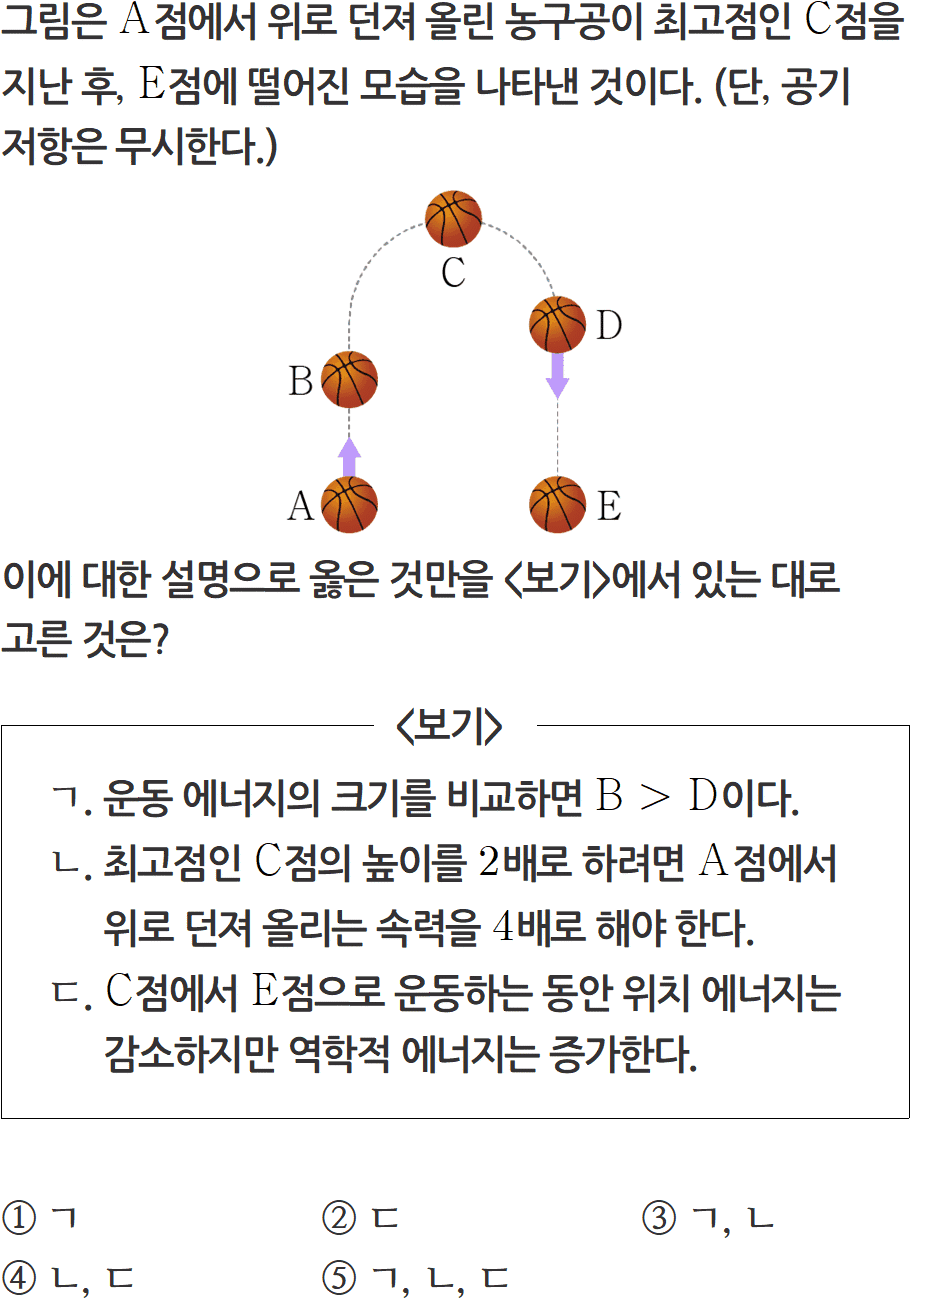 그림은 A점에서 위로 던져 올린 농구공이 최고점인 C점을
지난 후, E점에 떨어진 모습을 나타낸 것이다. (단, 공기
저항은 무시한다.)
C
D
B
A
E
이에 대한 설명으로 옳은 것만을 <보기>에서 있는 대로
고른 것은?
<보기>
ㄱ. 운동 에너지의 크기를 비교하면 B > D이다.
ㄴ. 최고점인 C점의 높이를 2배로 하려면 A점에서
위로 던져 올리는 속력을 4배로 해야 한다.
ㄷ. C점에서 E점으로 운동하는 동안 위치 에너지는
감소하지만 역학적 에너지는 증가한다.
① ㄱ ② ㄷ ③ ㄱ, ㄴ
④ ㄴ, ㄷ ⑤ ㄱ, ㄴ, ㄷ